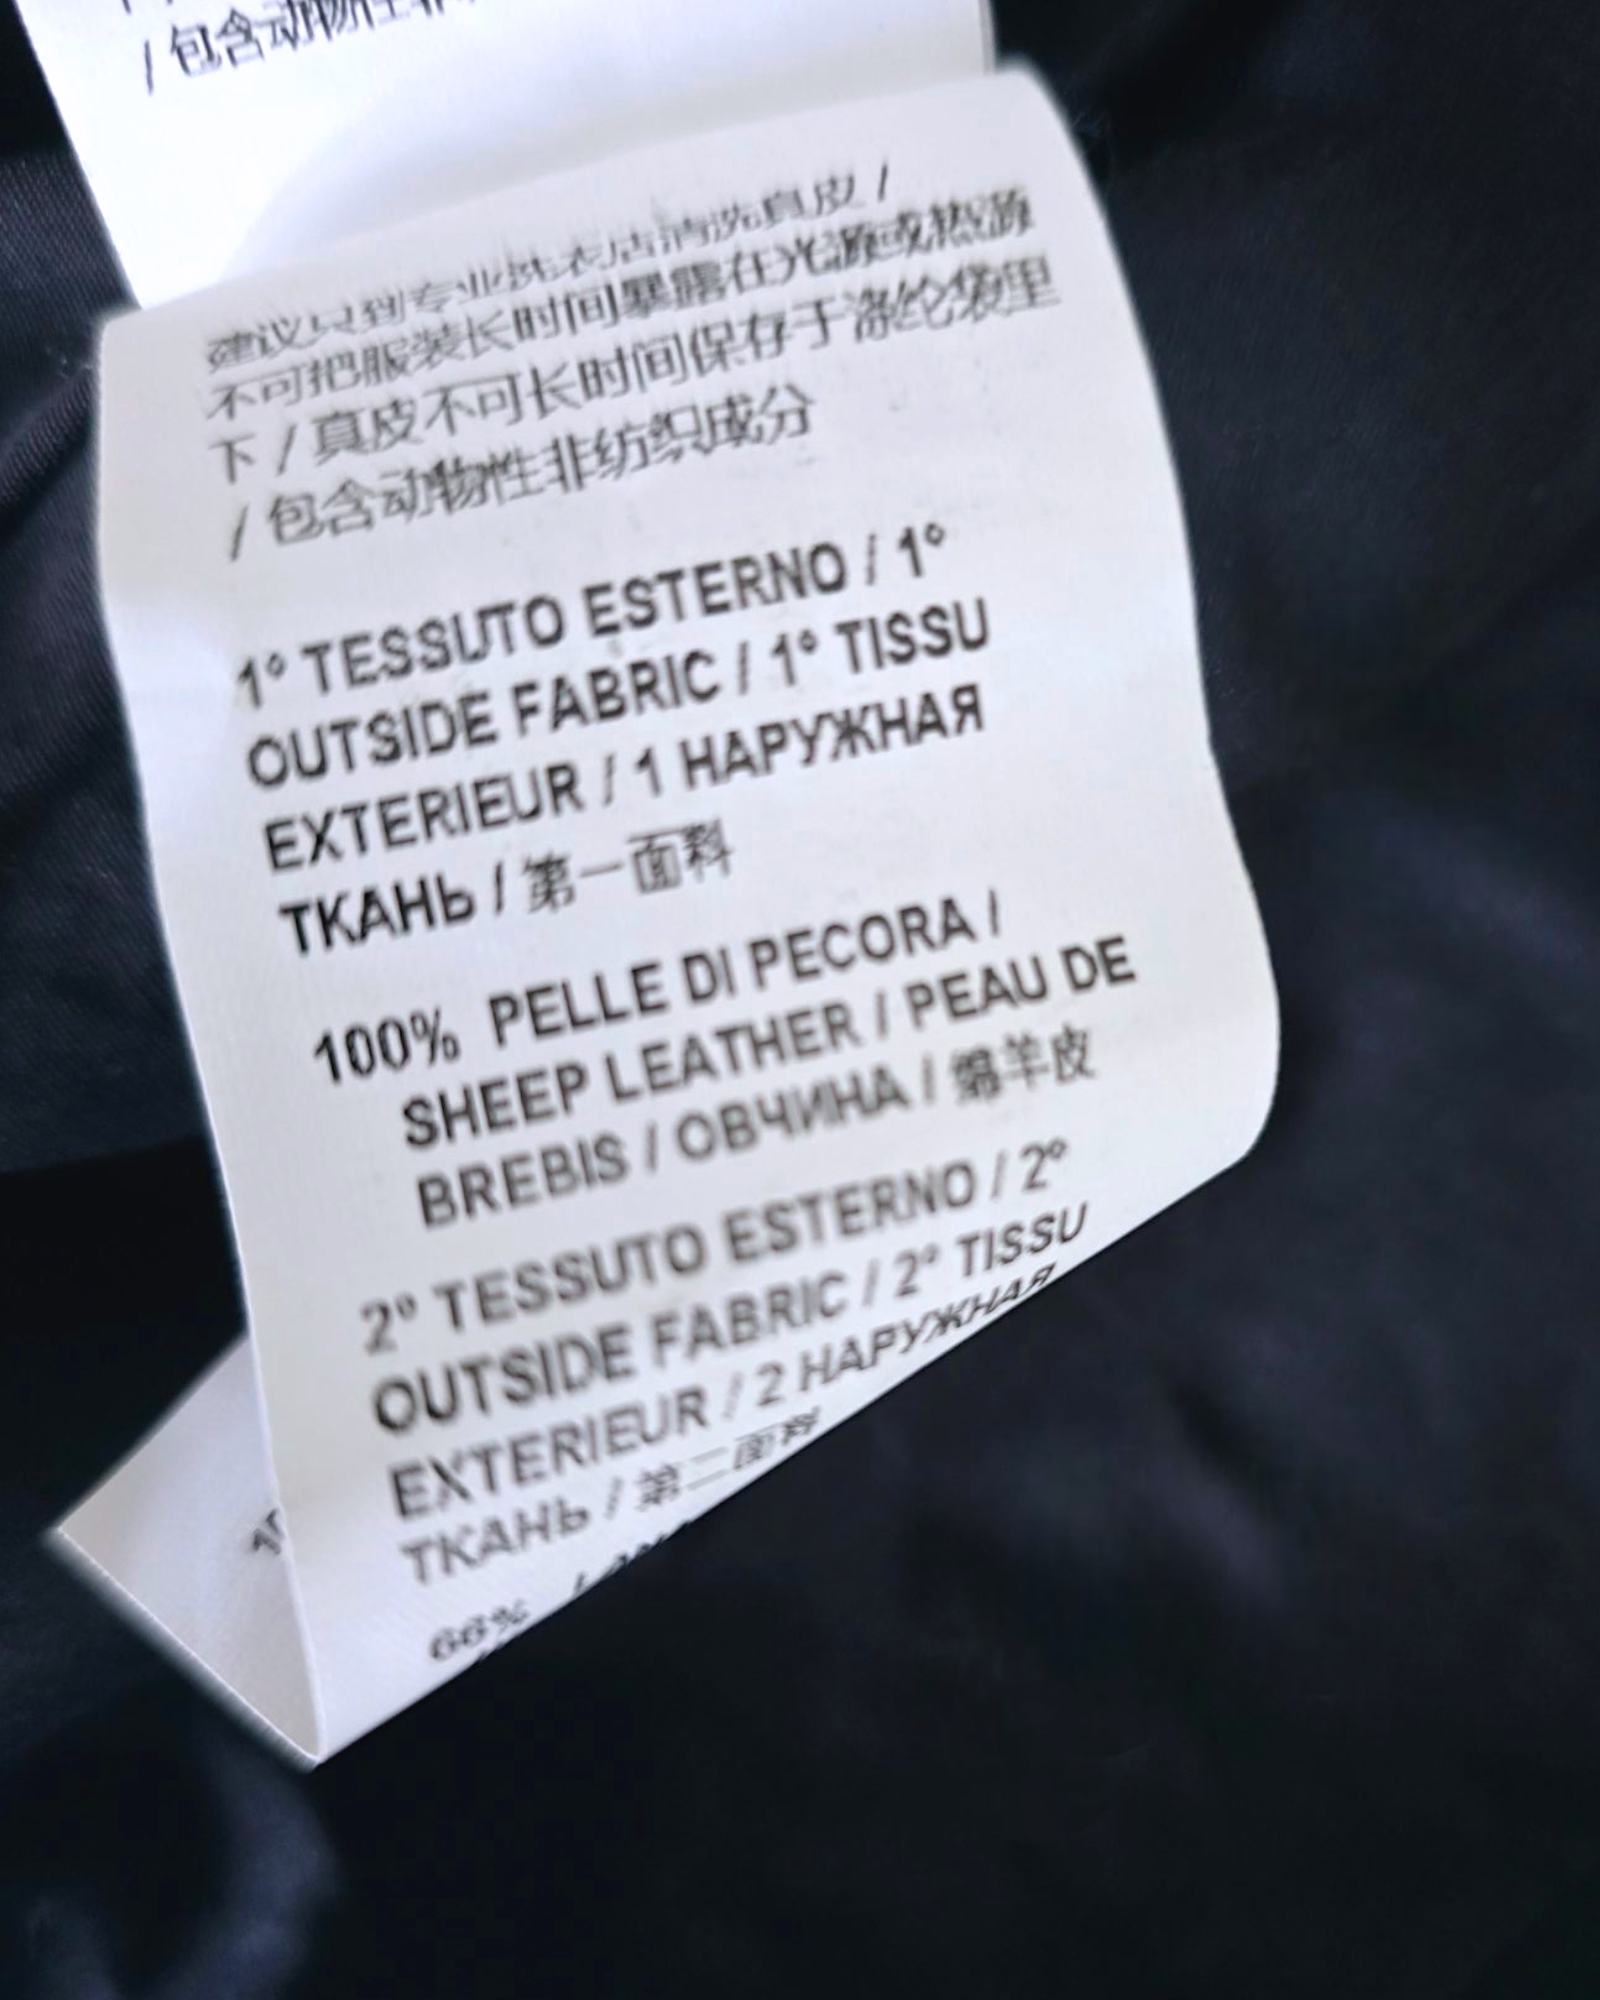 / 包含动物性非
建议只到专业洗衣店清洗真皮 /
不可把服装长时间暴露在光源或热源
下 / 真皮不可长时间保存于涤纶袋里
/ 包含动物性非纺织成分
1° TESSUTO ESTERNO / 1°
OUTSIDE FABRIC / 1° TISSU
EXTERIEUR / 1 НАРУЖНАЯ
ТКАНЬ / 第一面料
100% PELLE DI PECORA /
SHEEP LEATHER / PEAU DE
BREBIS / ОВЧИНА / 绵羊皮
2° TESSUTO ESTERNO / 2°
OUTSIDE FABRIC / 2° TISSU
EXTERIEUR / 2 НАРУЖНАЯ
ТКАНЬ / 第二面料
66%